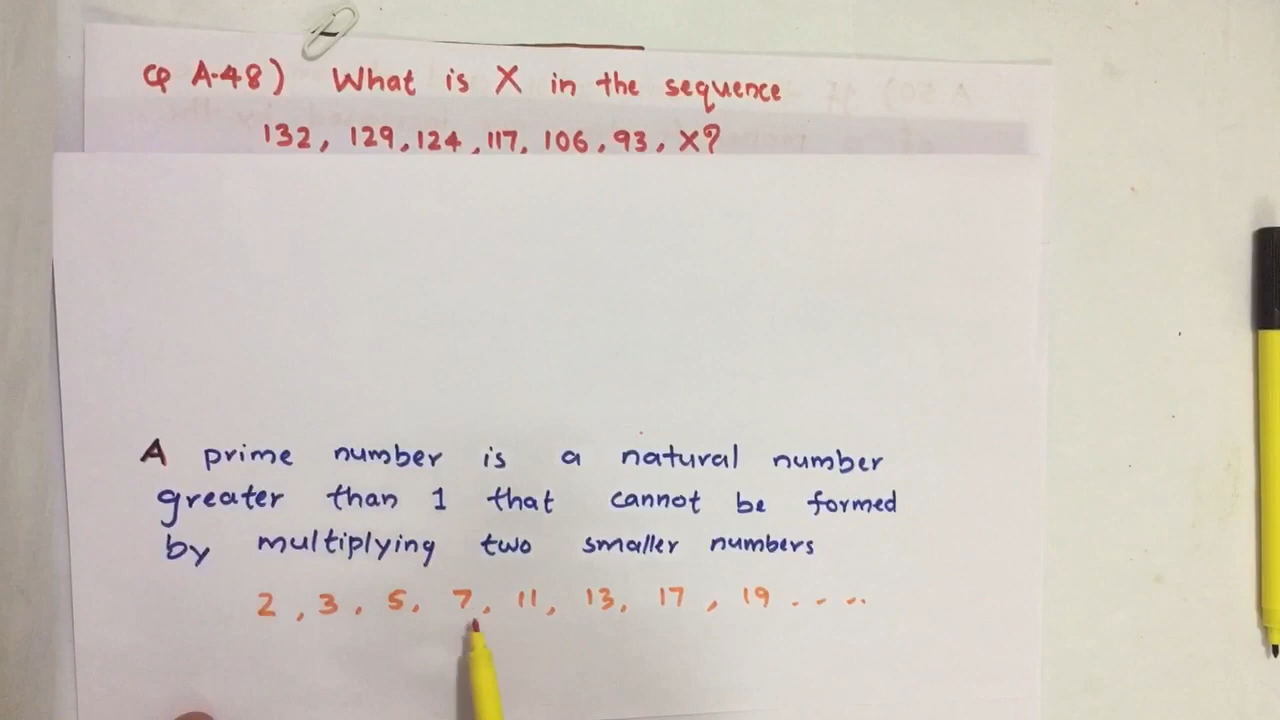 Q A-48) What is X in the sequence
132, 129, 124, 117, 106, 93, X?
A prime number is a natural number
greater than 1 that cannot be formed
by multiplying two smaller numbers
2, 3, 5, 7, 11, 13, 17, 19 .....